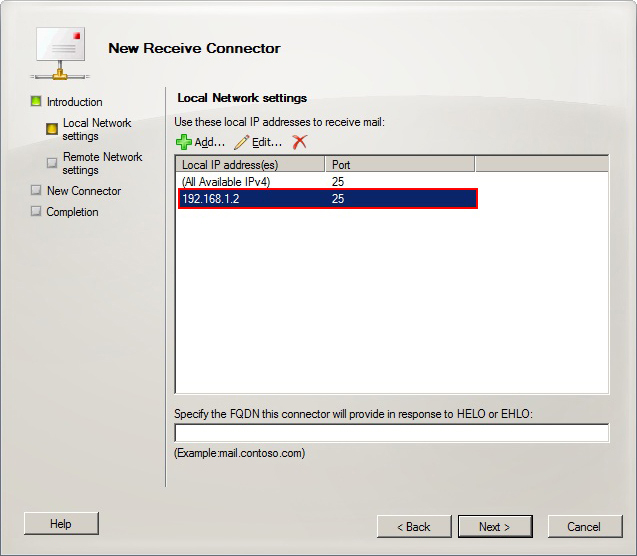 New Receive Connector
Introduction
Local Network
settings
Remote Network
settings
New Connector
Completion
Local Network settings
Use these local IP addresses to receive mail:
Add... Edit...
Local IP address(es) Port
(All Available IPv4) 25
192.168.1.2 25
Specify the FQDN this connector will provide in response to HELO or EHLO:
(Example:mail.contoso.com)
Help < Back Next > Cancel